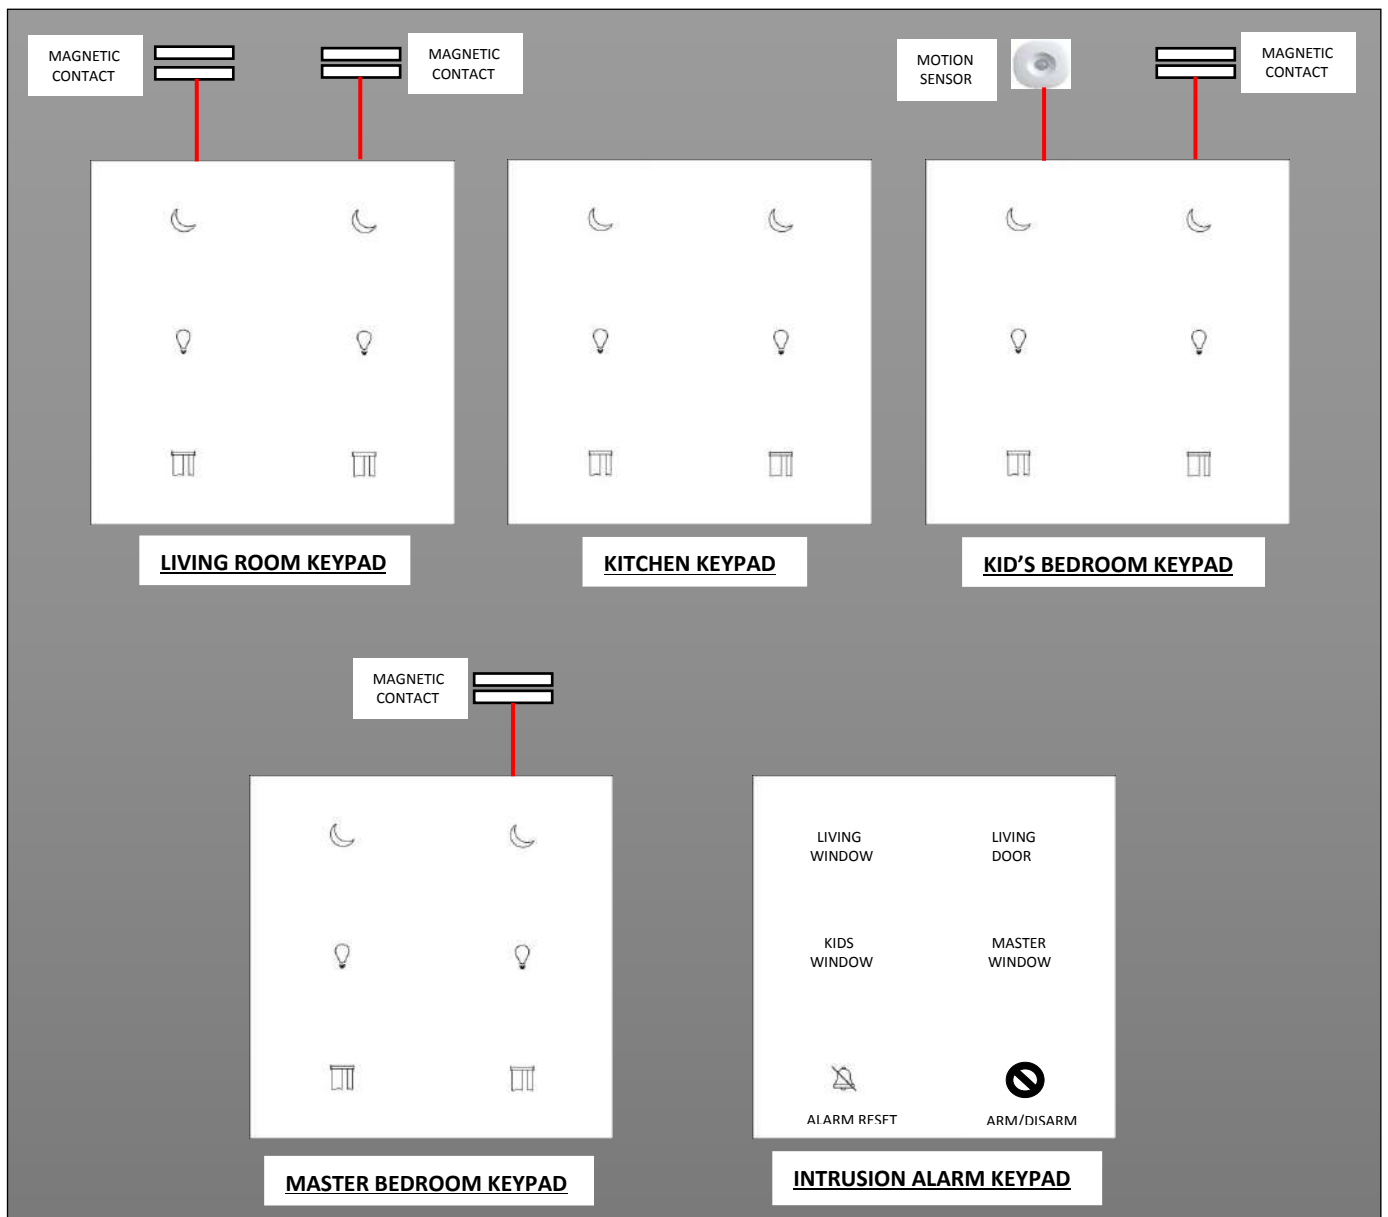 MAGNETIC
CONTACT
MAGNETIC
CONTACT
MOTION
SENSOR
MAGNETIC
CONTACT
LIVING ROOM KEYPAD
KITCHEN KEYPAD
KID’S BEDROOM KEYPAD
MAGNETIC
CONTACT
LIVING
WINDOW
LIVING
DOOR
KIDS
WINDOW
MASTER
WINDOW
ALARM RESET
ARM/DISARM
MASTER BEDROOM KEYPAD
INTRUSION ALARM KEYPAD